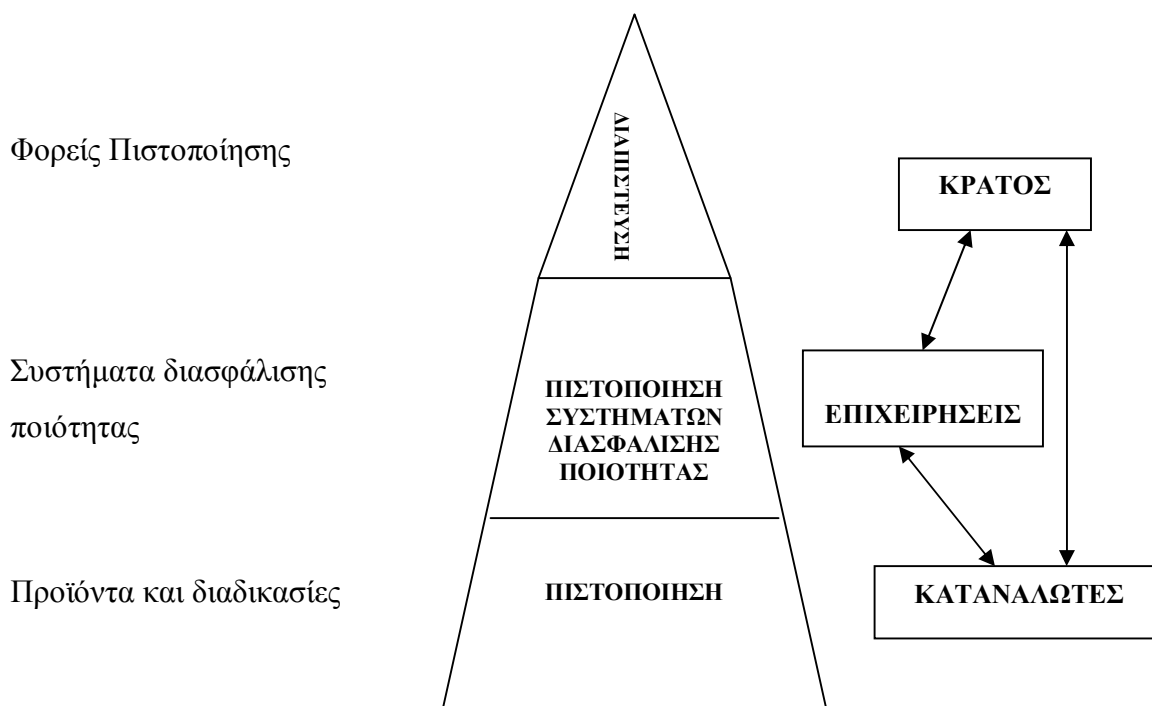 Φορείς Πιστοποίησης
ΔΙΑΠΙΣΤΕΥΣΗ
ΚΡΑΤΟΣ
Συστήματα διασφάλισης
ποιότητας
ΠΙΣΤΟΠΟΙΗΣΗ
ΣΥΣΤΗΜΑΤΩΝ
ΔΙΑΣΦΑΛΙΣΗΣ
ΠΟΙΟΤΗΤΑΣ
ΕΠΙΧΕΙΡΗΣΕΙΣ
Προϊόντα και διαδικασίες
ΠΙΣΤΟΠΟΙΗΣΗ
ΚΑΤΑΝΑΛΩΤΕΣ